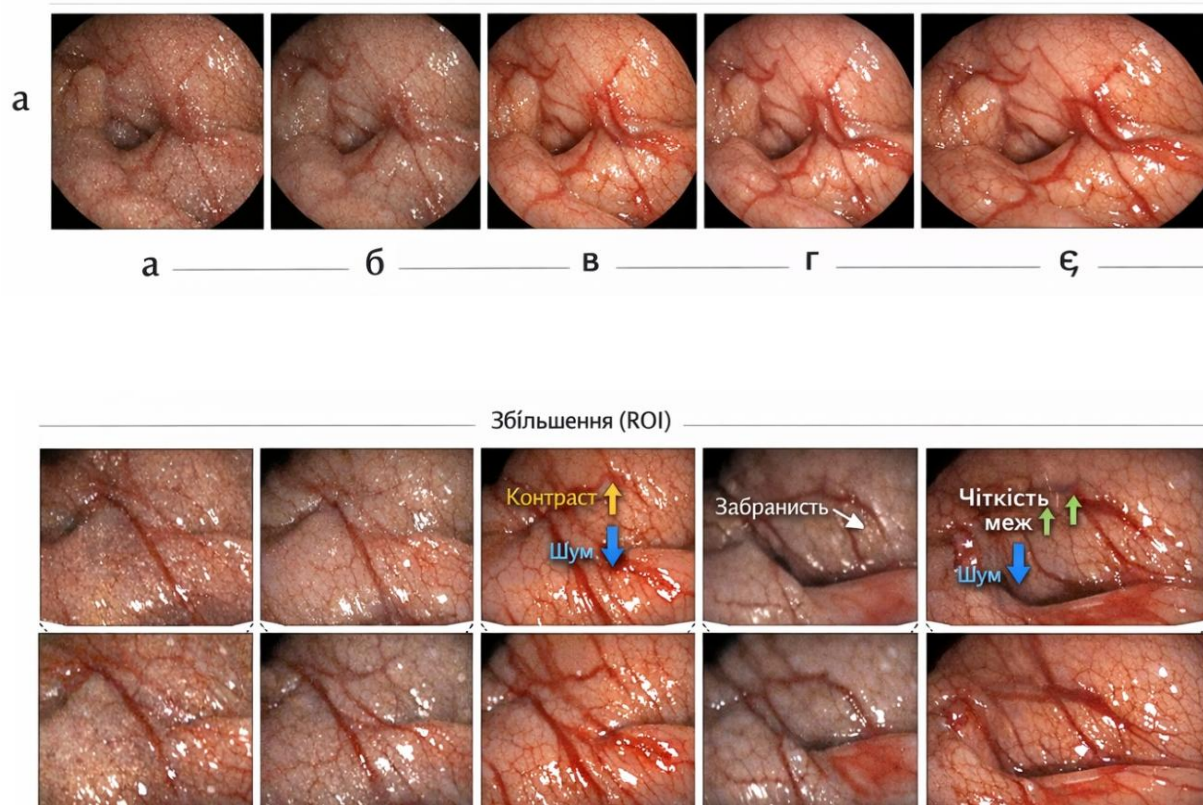 а
а б в г є
Збільшення (ROI)
Контраст
Шум
Забранисть
Чіткість
меж
Шум